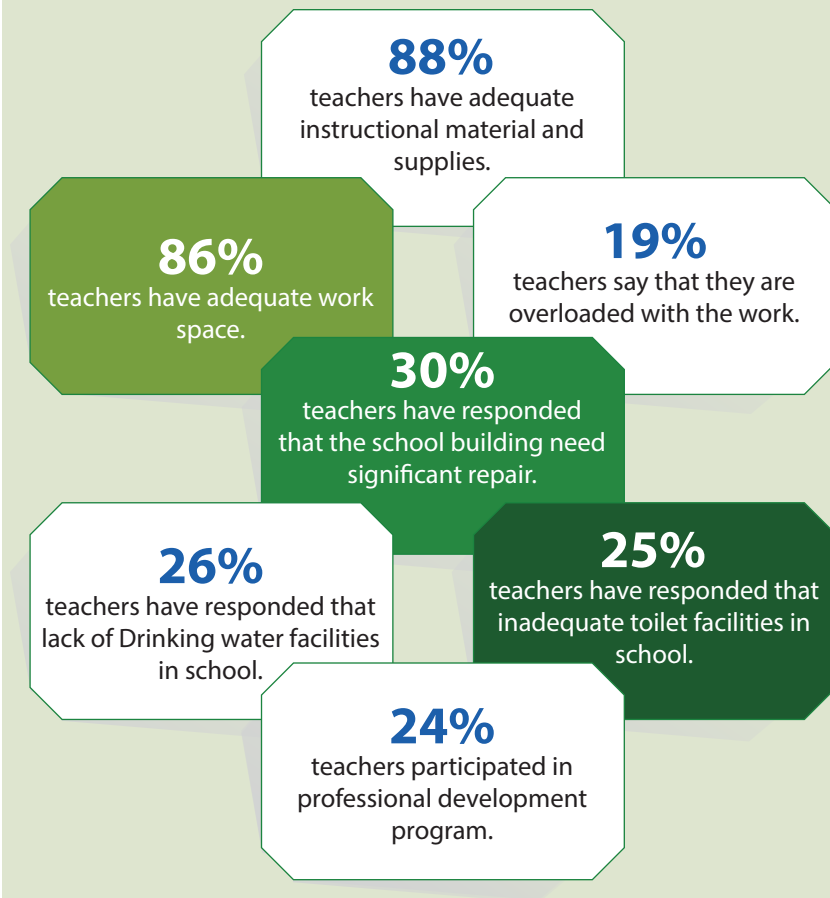 88%
teachers have adequate
instructional material and
supplies.
86%
teachers have adequate work
space.
19%
teachers say that they are
overloaded with the work.
30%
teachers have responded
that the school building need
significant repair.
26%
teachers have responded that
lack of Drinking water facilities
in school.
25%
teachers have responded that
inadequate toilet facilities in
school.
24%
teachers participated in
professional development
program.